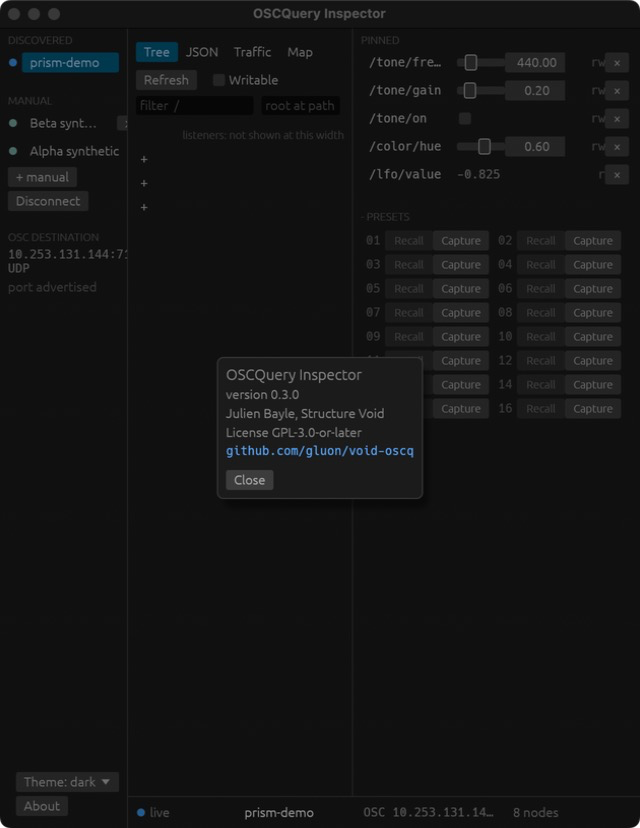 OSCQuery Inspector
DISCOVERED
prism-demo
MANUAL
Beta synt…
Alpha synthetic
+ manual
Disconnect
OSC DESTINATION
10.253.131.144:7
UDP
port advertised
Theme: dark
About
Tree JSON Traffic Map
Refresh Writable
filter / root at path
listeners: not shown at this width
+
+
+
PINNED
/tone/fre… 440.00 rw ×
/tone/gain 0.20 rw ×
/tone/on rw ×
/color/hue 0.60 rw ×
/lfo/value -0.825 r ×
PRESETS
01 Recall Capture 02 Recall Capture
03 Recall Capture 04 Recall Capture
05 Recall Capture 06 Recall Capture
07 Recall Capture 08 Recall Capture
09 Recall Capture 10 Recall Capture
Capture 12 Recall Capture
Capture 14 Recall Capture
Capture 16 Recall Capture
OSCQuery Inspector
version 0.3.0
Julien Bayle, Structure Void
License GPL-3.0-or-later
github.com/gluon/void-oscq
Close
live prism-demo OSC 10.253.131.14… 8 nodes